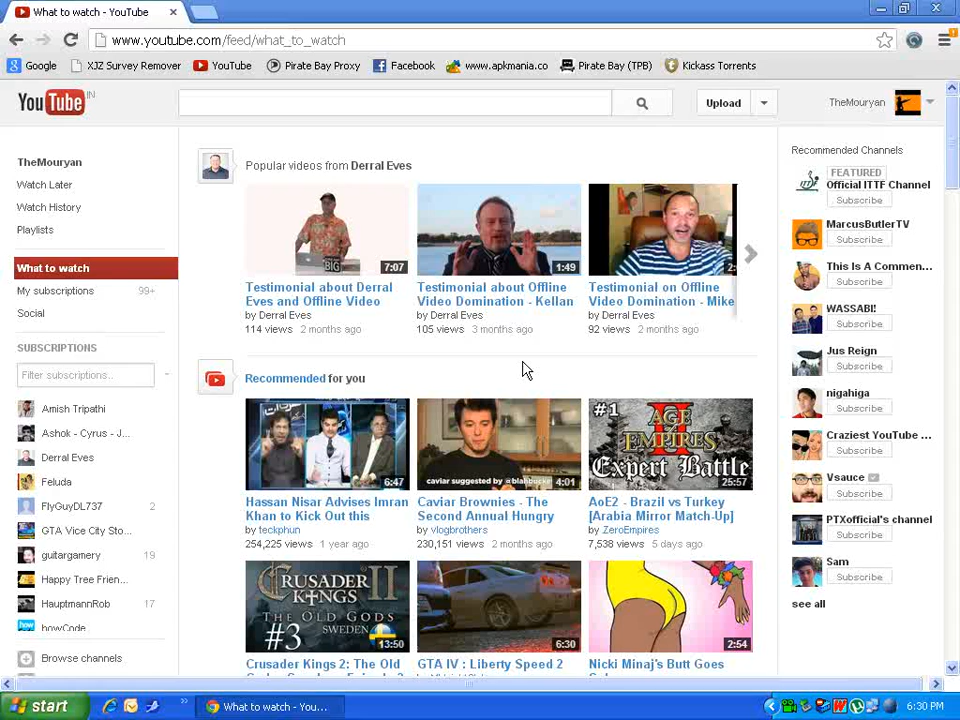 What to watch - YouTube
www.youtube.com/feed/what_to_watch
Google
XJZ Survey Remover
YouTube
Pirate Bay Proxy
Facebook
www.apkmania.co
Pirate Bay (TPB)
Kickass Torrents
YouTube IN
Upload
TheMouryan
TheMouryan
Watch Later
Watch History
Playlists
What to watch
My subscriptions 99+
Social
SUBSCRIPTIONS
Filter subscriptions...
Amish Tripathi
Ashok - Cyrus - J...
Derral Eves
Feluda
FlyGuyDL737 2
GTA Vice City Sto...
guitargamery 19
Happy Tree Frien...
HauptmannRob 17
howCode
Browse channels
Popular videos from Derral Eves
BIG
7:07
Testimonial about Derral
Eves and Offline Video
by Derral Eves
114 views 2 months ago
1:49
Testimonial about Offline
Video Domination - Kellan
by Derral Eves
105 views 3 months ago
2:
Testimonial on Offline
Video Domination - Mike
by Derral Eves
92 views 2 months ago
Recommended for you
6:47
Hassan Nisar Advises Imran
Khan to Kick Out this
by teckphun
254,225 views 1 year ago
caviar suggested by @blanbuck
4:01
Caviar Brownies - The
Second Annual Hungry
by vlogbrothers
230,151 views 2 months ago
#1
AGE
OF
EMPIRES
II
Expert Battle
25:57
AoE2 - Brazil vs Turkey
[Arabia Mirror Match-Up]
by ZeroEmpires
7,538 views 5 days ago
CRUSADER
KINGS II
THE OLD GODS
#3 SWEDEN
13:50
Crusader Kings 2: The Old
6:30
GTA IV : Liberty Speed 2
2:54
Nicki Minaj's Butt Goes
Recommended Channels
FEATURED
Official ITTF Channel
Subscribe
MarcusButlerTV
Subscribe
This Is A Commen...
Subscribe
WASSABI!
Subscribe
Jus Reign
Subscribe
nigahiga
Subscribe
Craziest YouTube ...
Subscribe
Vsauce
Subscribe
PTXofficial's channel
Subscribe
Sam
Subscribe
see all
start
What to watch - You...
6:30 PM